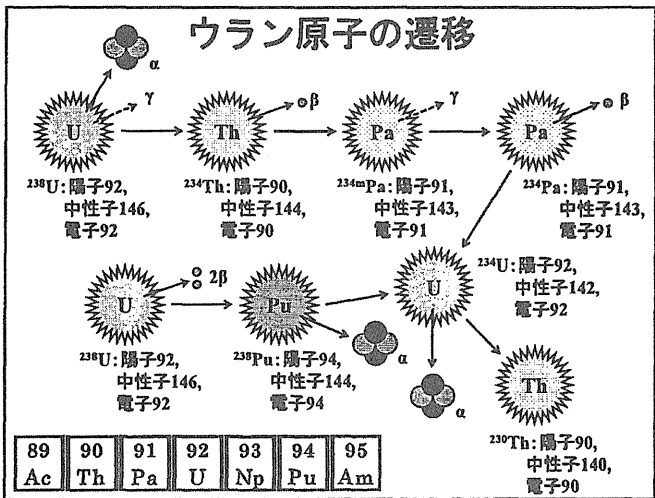 ウラン原子の遷移
α
γ
β
γ
β
U
Th
Pa
Pa
²³⁸U:陽子92,
中性子146,
電子92
²³⁴Th:陽子90,
中性子144,
電子90
²³⁴ᵐPa:陽子91,
中性子143,
電子91
²³⁴Pa:陽子91,
中性子143,
電子91
2β
U
Pu
U
²³⁴U:陽子92,
中性子142,
電子92
²³⁸U:陽子92,
中性子146,
電子92
²³⁸Pu:陽子94,
中性子144,
電子94
α
α
Th
²³⁰Th:陽子90,
中性子140,
電子90
89 90 91 92 93 94 95
Ac Th Pa U Np Pu Am